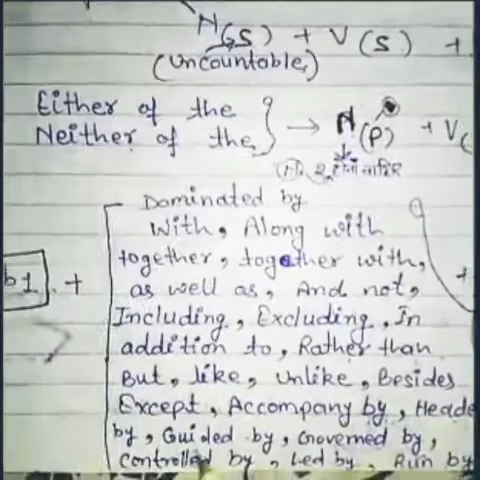 N(S) + V(S) +
(Uncountable)
Either of the
Neither of the } → N(P) + V(
Dominated by
With, Along with
together, together with,
b1 + as well as, And not, +
Including, Excluding, In
addition to, Rather than
But, like, unlike, Besides
Except, Accompany by, Heade
by, Guided by, Governed by,
Controlled by, Led by, Run by